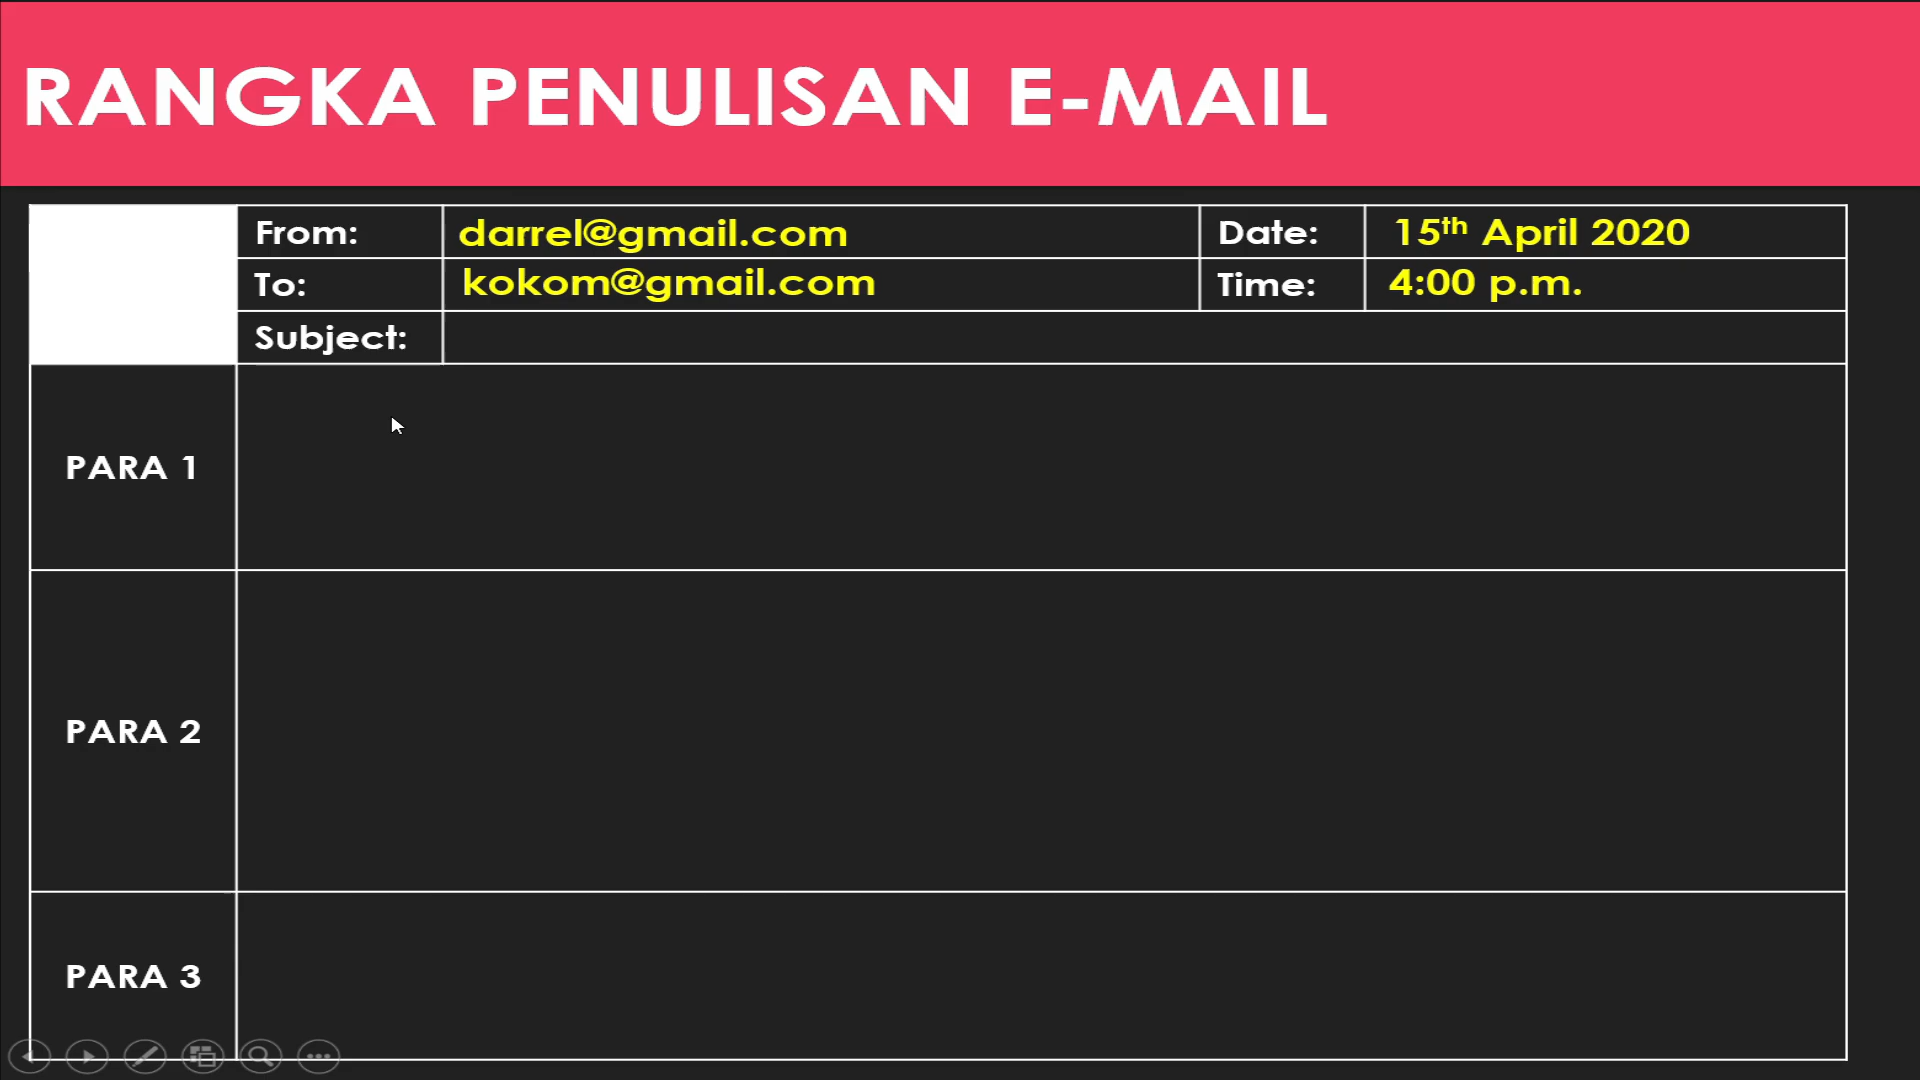 RANGKA PENULISAN E-MAIL
From: darrel@gmail.com Date: 15th April 2020
To: kokom@gmail.com Time: 4:00 p.m.
Subject:
PARA 1
PARA 2
PARA 3